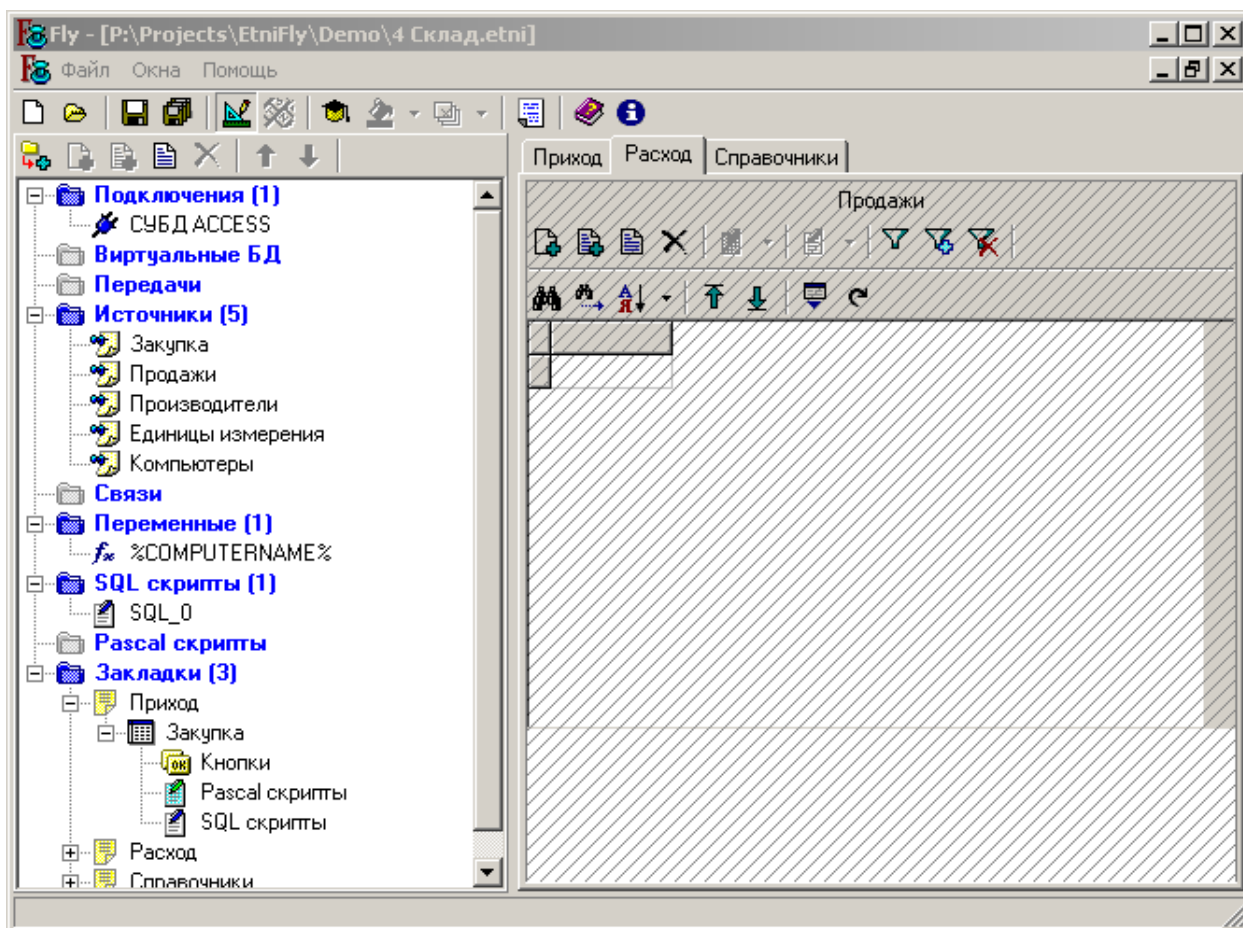 Fly - [P:\Projects\EtniFly\Demo\4 Склад.etni]
Файл Окна Помощь
Подключения (1)
СУБД ACCESS
Виртуальные БД
Передачи
Источники (5)
Закупка
Продажи
Производители
Единицы измерения
Компьютеры
Связи
Переменные (1)
%COMPUTERNAME%
SQL скрипты (1)
SQL_0
Pascal скрипты
Закладки (3)
Приход
Закупка
Кнопки
Pascal скрипты
SQL скрипты
Расход
Справочники
Приход Расход Справочники
Продажи